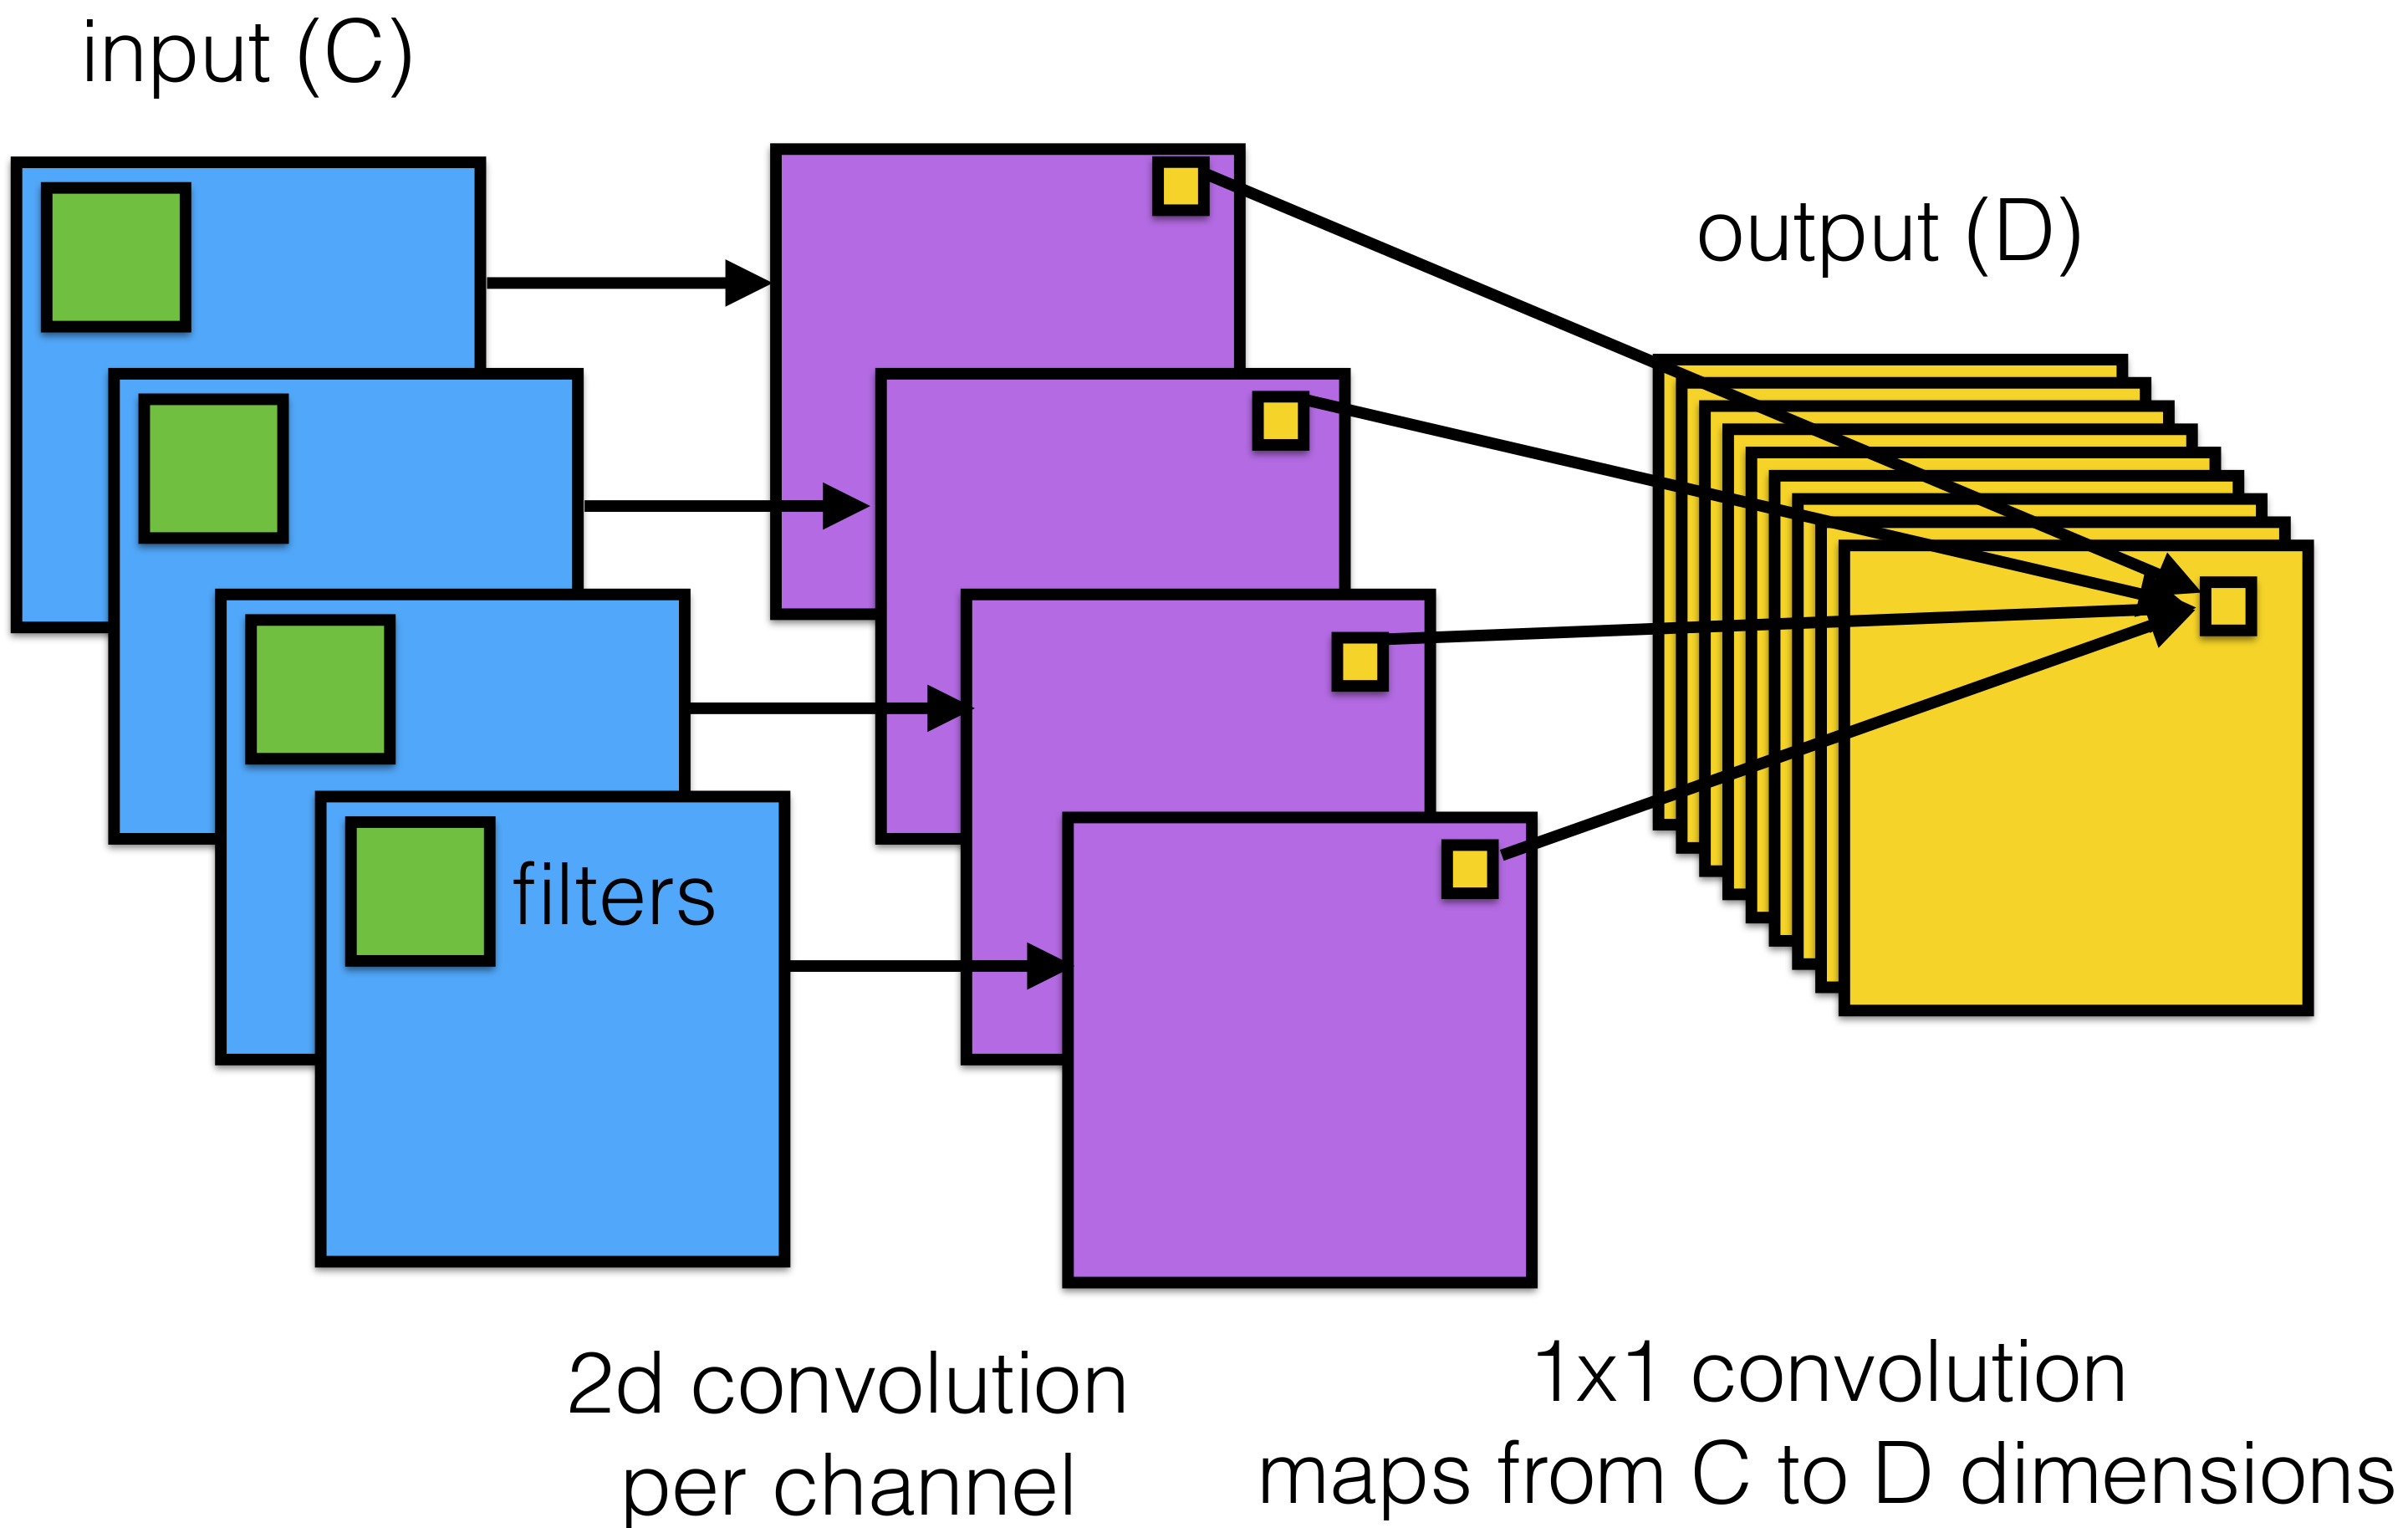 input (C)
output (D)
filters
2d convolution
per channel
1x1 convolution
maps from C to D dimensions